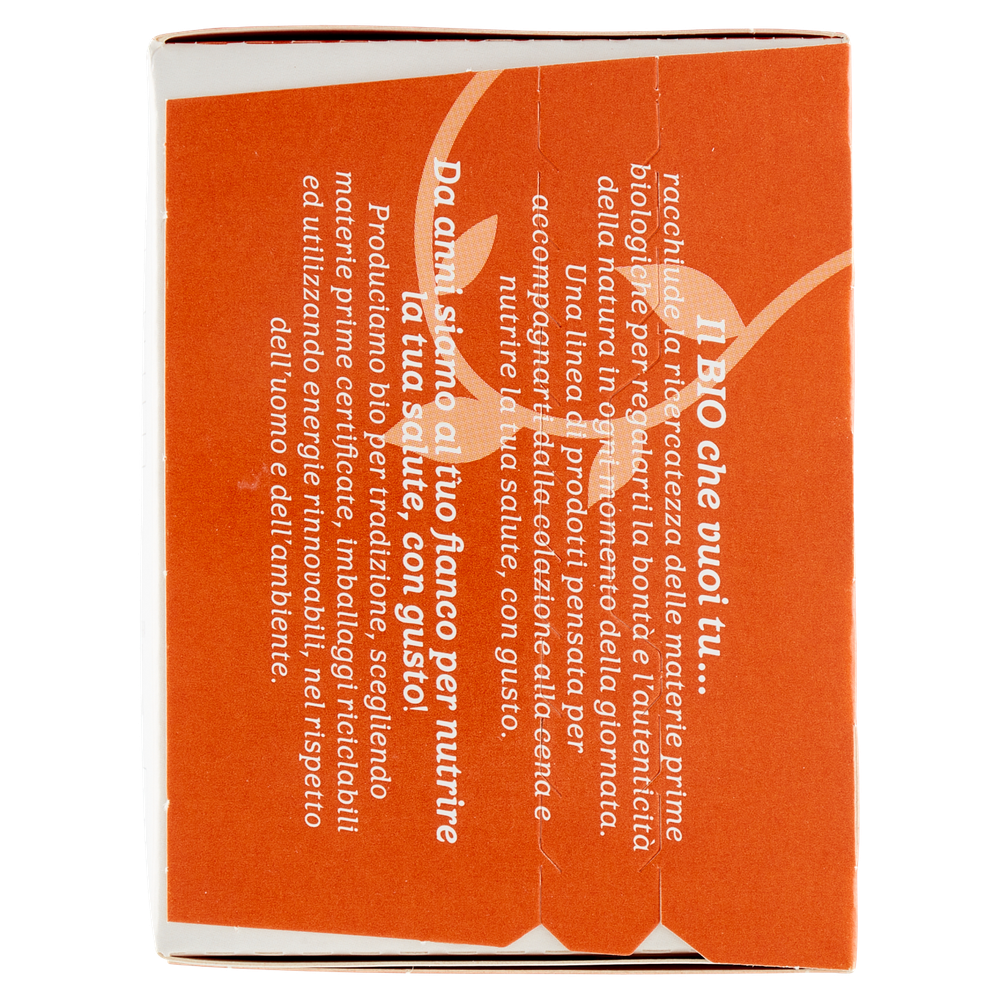 Il BIO che vuoi tu...
racchiude la ricercatezza delle materie prime
biologiche per regalarti la bontà e l'autenticità
della natura in ogni momento della giornata.
Una linea di prodotti pensata per
accompagnarti dalla colazione alla cena e
nutrire la tua salute, con gusto.
Da anni siamo al tuo fianco per nutrire
la tua salute, con gusto!
Produciamo bio per tradizione, scegliendo
materie prime certificate, imballaggi riciclabili
ed utilizzando energie rinnovabili, nel rispetto
dell'uomo e dell'ambiente.